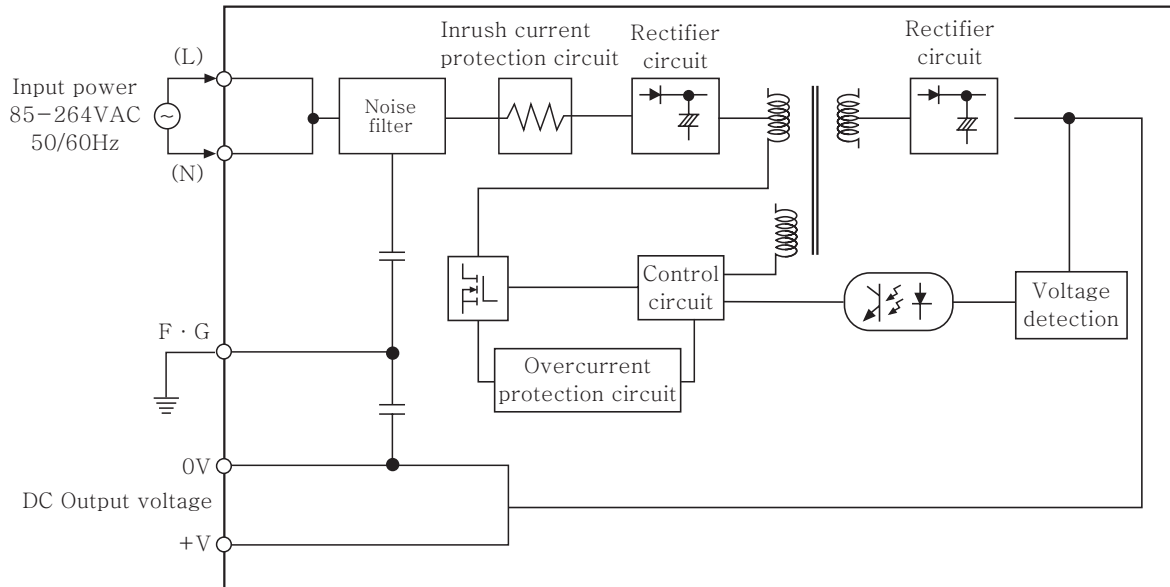 Inrush current
protection circuit
Rectifier
circuit
Rectifier
circuit
(L)
Input power
85-264VAC
50/60Hz
(N)
~
Noise
filter
Control
circuit
Voltage
detection
F · G
Overcurrent
protection circuit
0V
DC Output voltage
+V